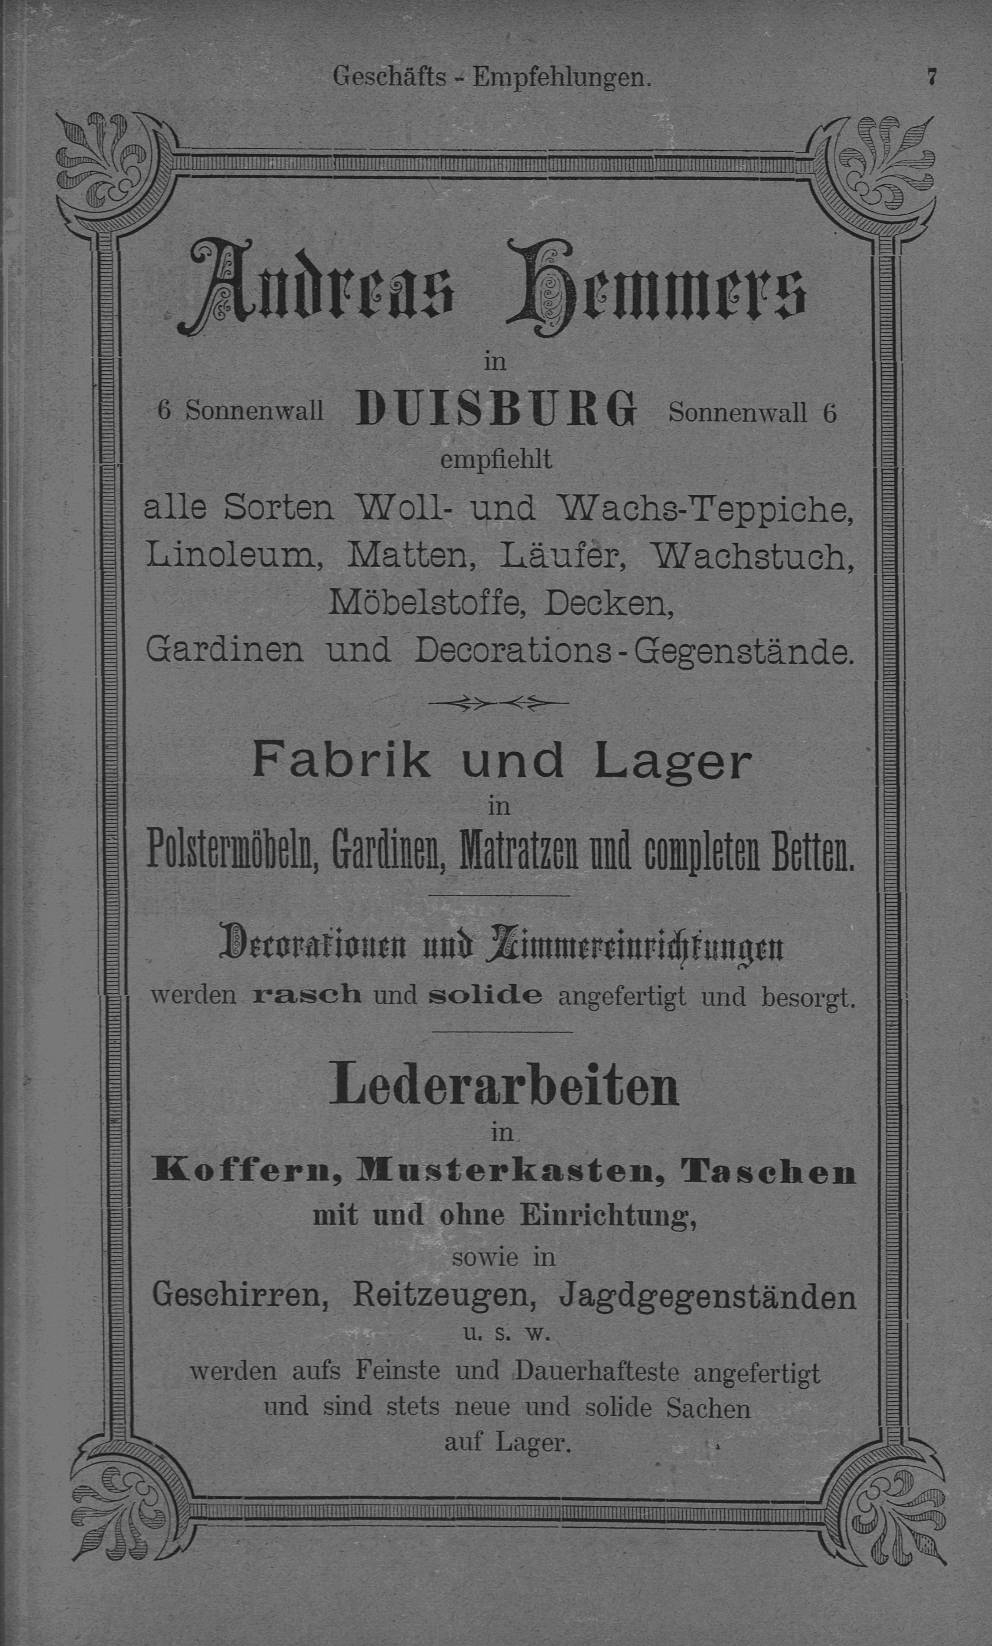 Geschäfts - Empfehlungen. 7
Andreas Hemmers
in
6 Sonnenwall DUISBURG Sonnenwall 6
empfiehlt
alle Sorten Woll- und Wachs-Teppiche,
Linoleum, Matten, Läufer, Wachstuch,
Möbelstoffe, Decken,
Gardinen und Decorations-Gegenstände.
Fabrik und Lager
in
Polstermöbeln, Gardinen, Matratzen und completen Betten.
Decorationen und Zimmereinrichtungen
werden rasch und solide angefertigt und besorgt.
Lederarbeiten
in
Koffern, Musterkasten, Taschen
mit und ohne Einrichtung,
sowie in
Geschirren, Reitzeugen, Jagdgegenständen
u. s. w.
werden aufs Feinste und Dauerhafteste angefertigt
und sind stets neue und solide Sachen
auf Lager.